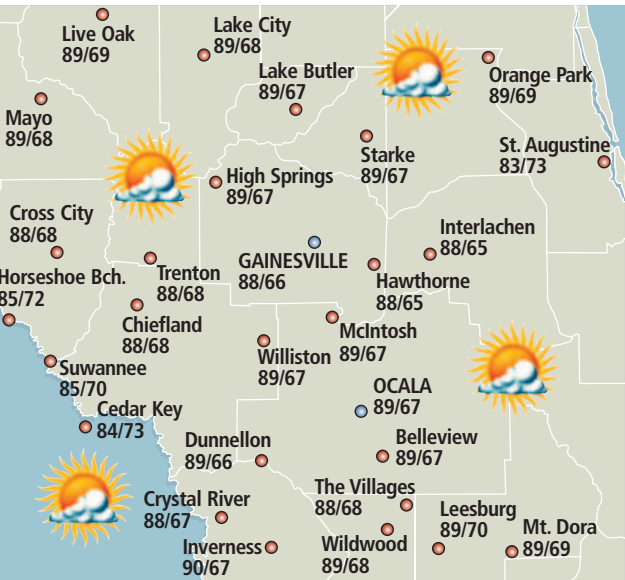 Live Oak
89/69
Lake City
89/68
Lake Butler
89/67
Orange Park
89/69
Mayo
89/68
Starke
89/67
St. Augustine
83/73
High Springs
89/67
Cross City
88/68
Interlachen
88/65
GAINESVILLE
88/66
Trenton
88/68
Hawthorne
88/65
Horseshoe Bch.
85/72
Chiefland
88/68
McIntosh
89/67
Williston
89/67
Suwannee
85/70
OCALA
89/67
Cedar Key
84/73
Dunnellon
89/66
Belleview
89/67
Crystal River
88/67
The Villages
88/68
Leesburg
89/70
Mt. Dora
89/69
Inverness
90/67
Wildwood
89/68